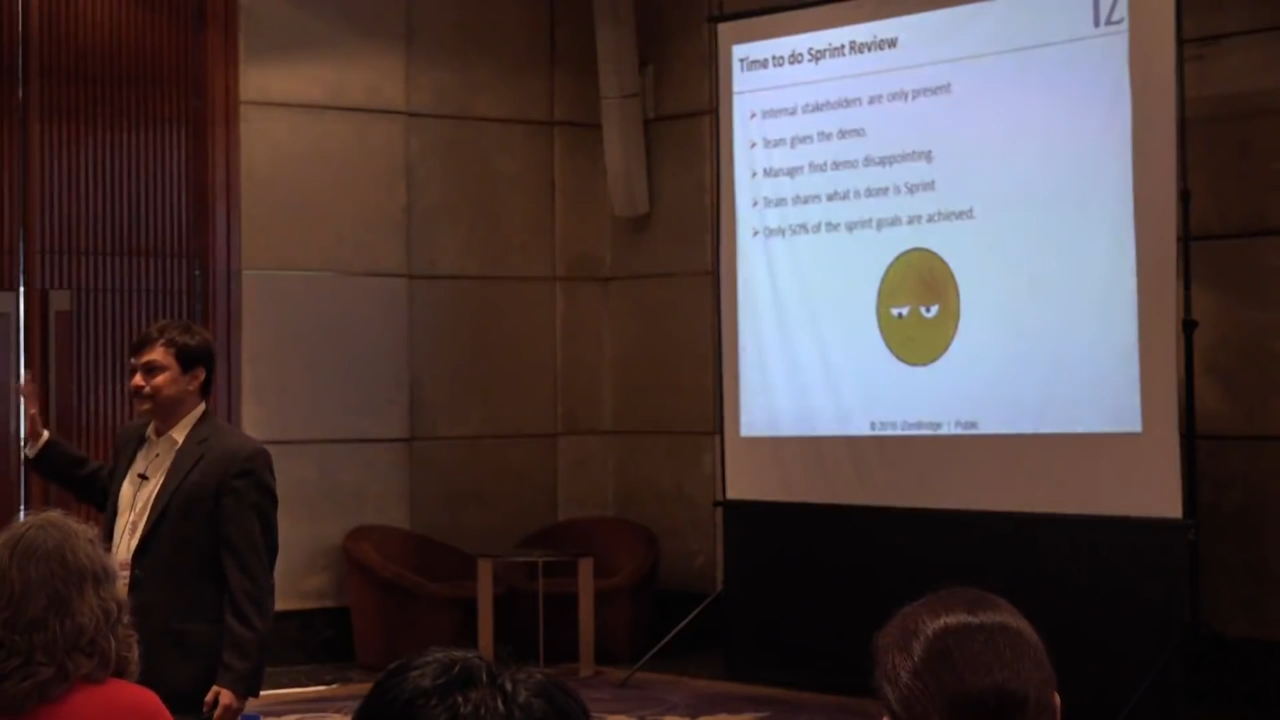 12
Time to do Sprint Review
➢ Internal stakeholders are only present.
➢ Team gives the demo.
➢ Manager find demo disappointing.
➢ Team shares what is done is Sprint
➢ Only 50% of the sprint goals are achieved.
© 2016 iZenBridge | Public